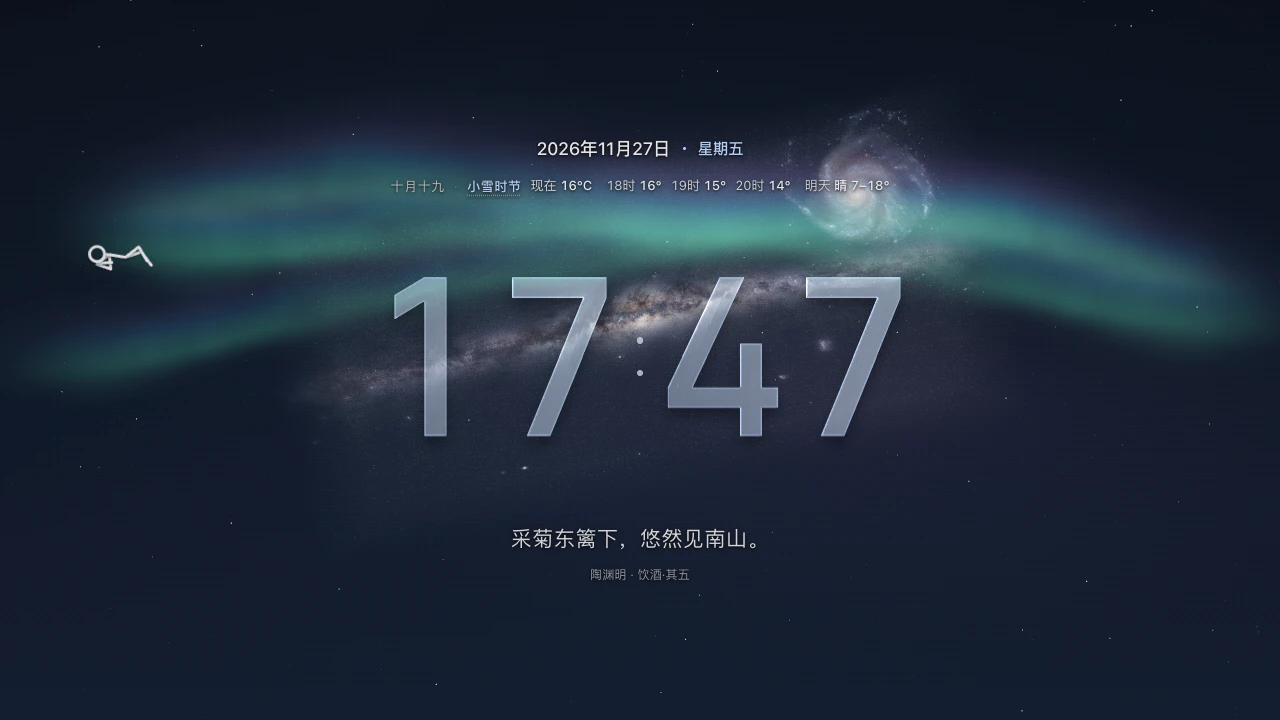 2026年11月27日 · 星期五
十月十九 · 小雪时节 现在 16°C 18时 16° 19时 15° 20时 14° 明天 晴 7–18°
17:47
采菊东篱下，悠然见南山。
陶渊明 · 饮酒·其五